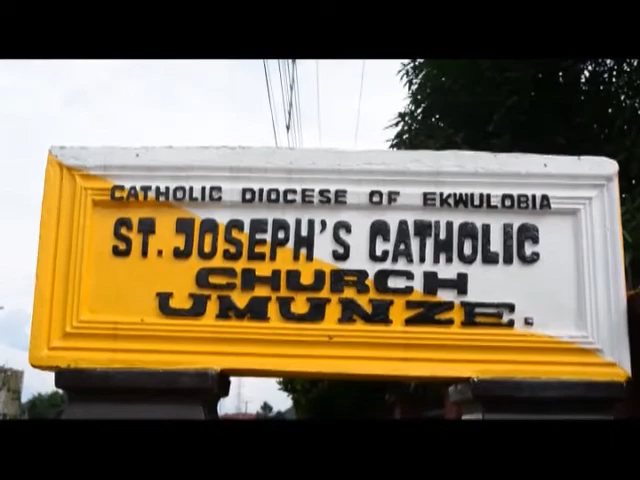 CATHOLIC DIOCESE OF EKWULOBIA
ST. JOSEPH'S CATHOLIC
CHURCH
UMUNZE.